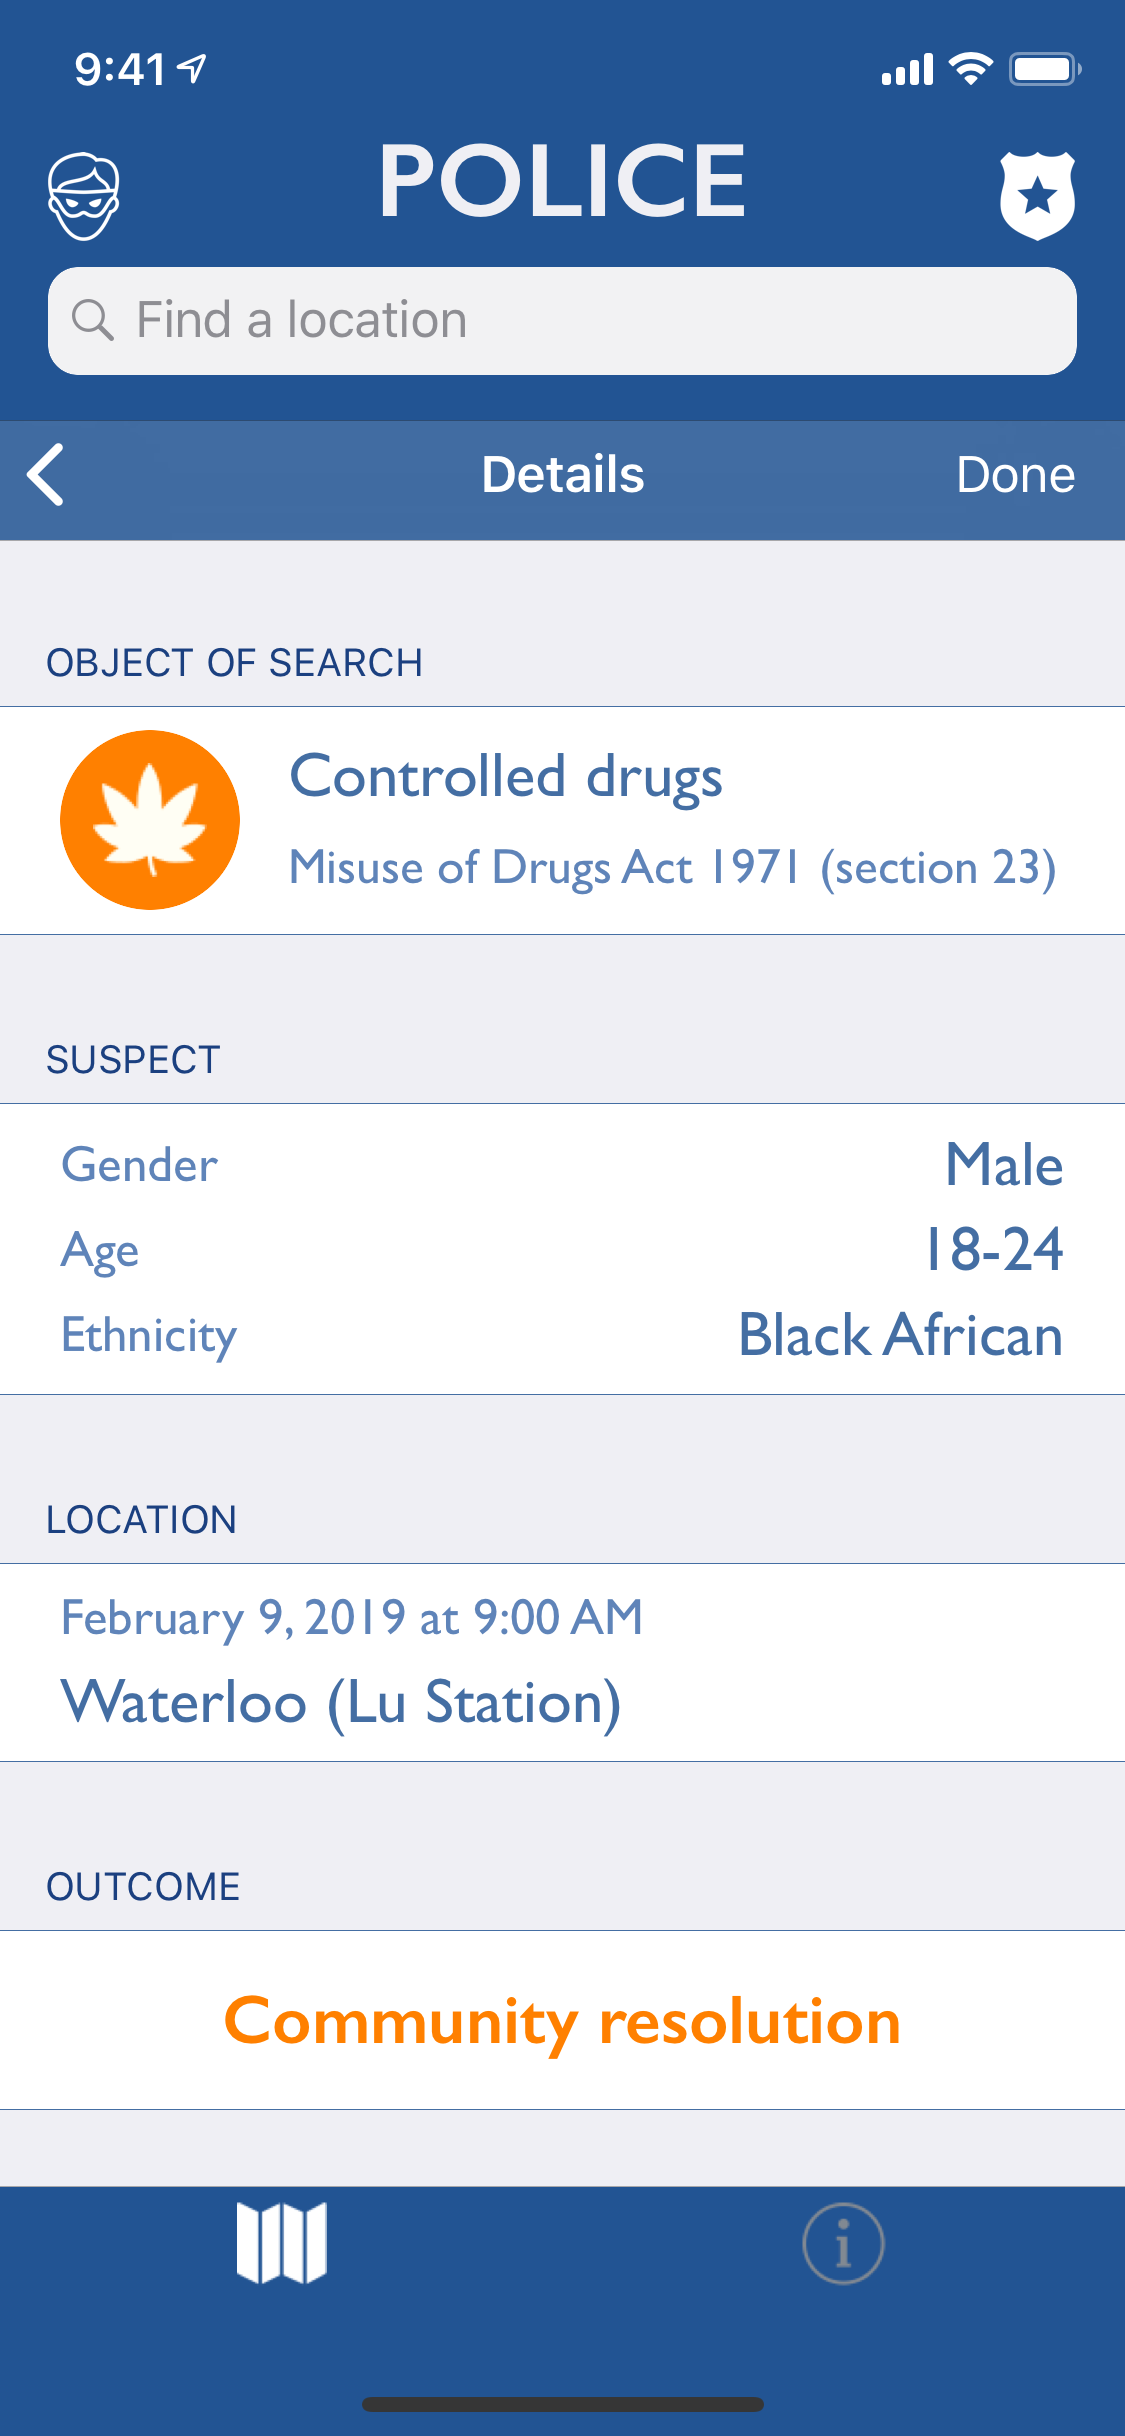 9:41
POLICE
Find a location
Details
Done
OBJECT OF SEARCH
Controlled drugs
Misuse of Drugs Act 1971 (section 23)
SUSPECT
Gender Male
Age 18-24
Ethnicity Black African
LOCATION
February 9, 2019 at 9:00 AM
Waterloo (Lu Station)
OUTCOME
Community resolution